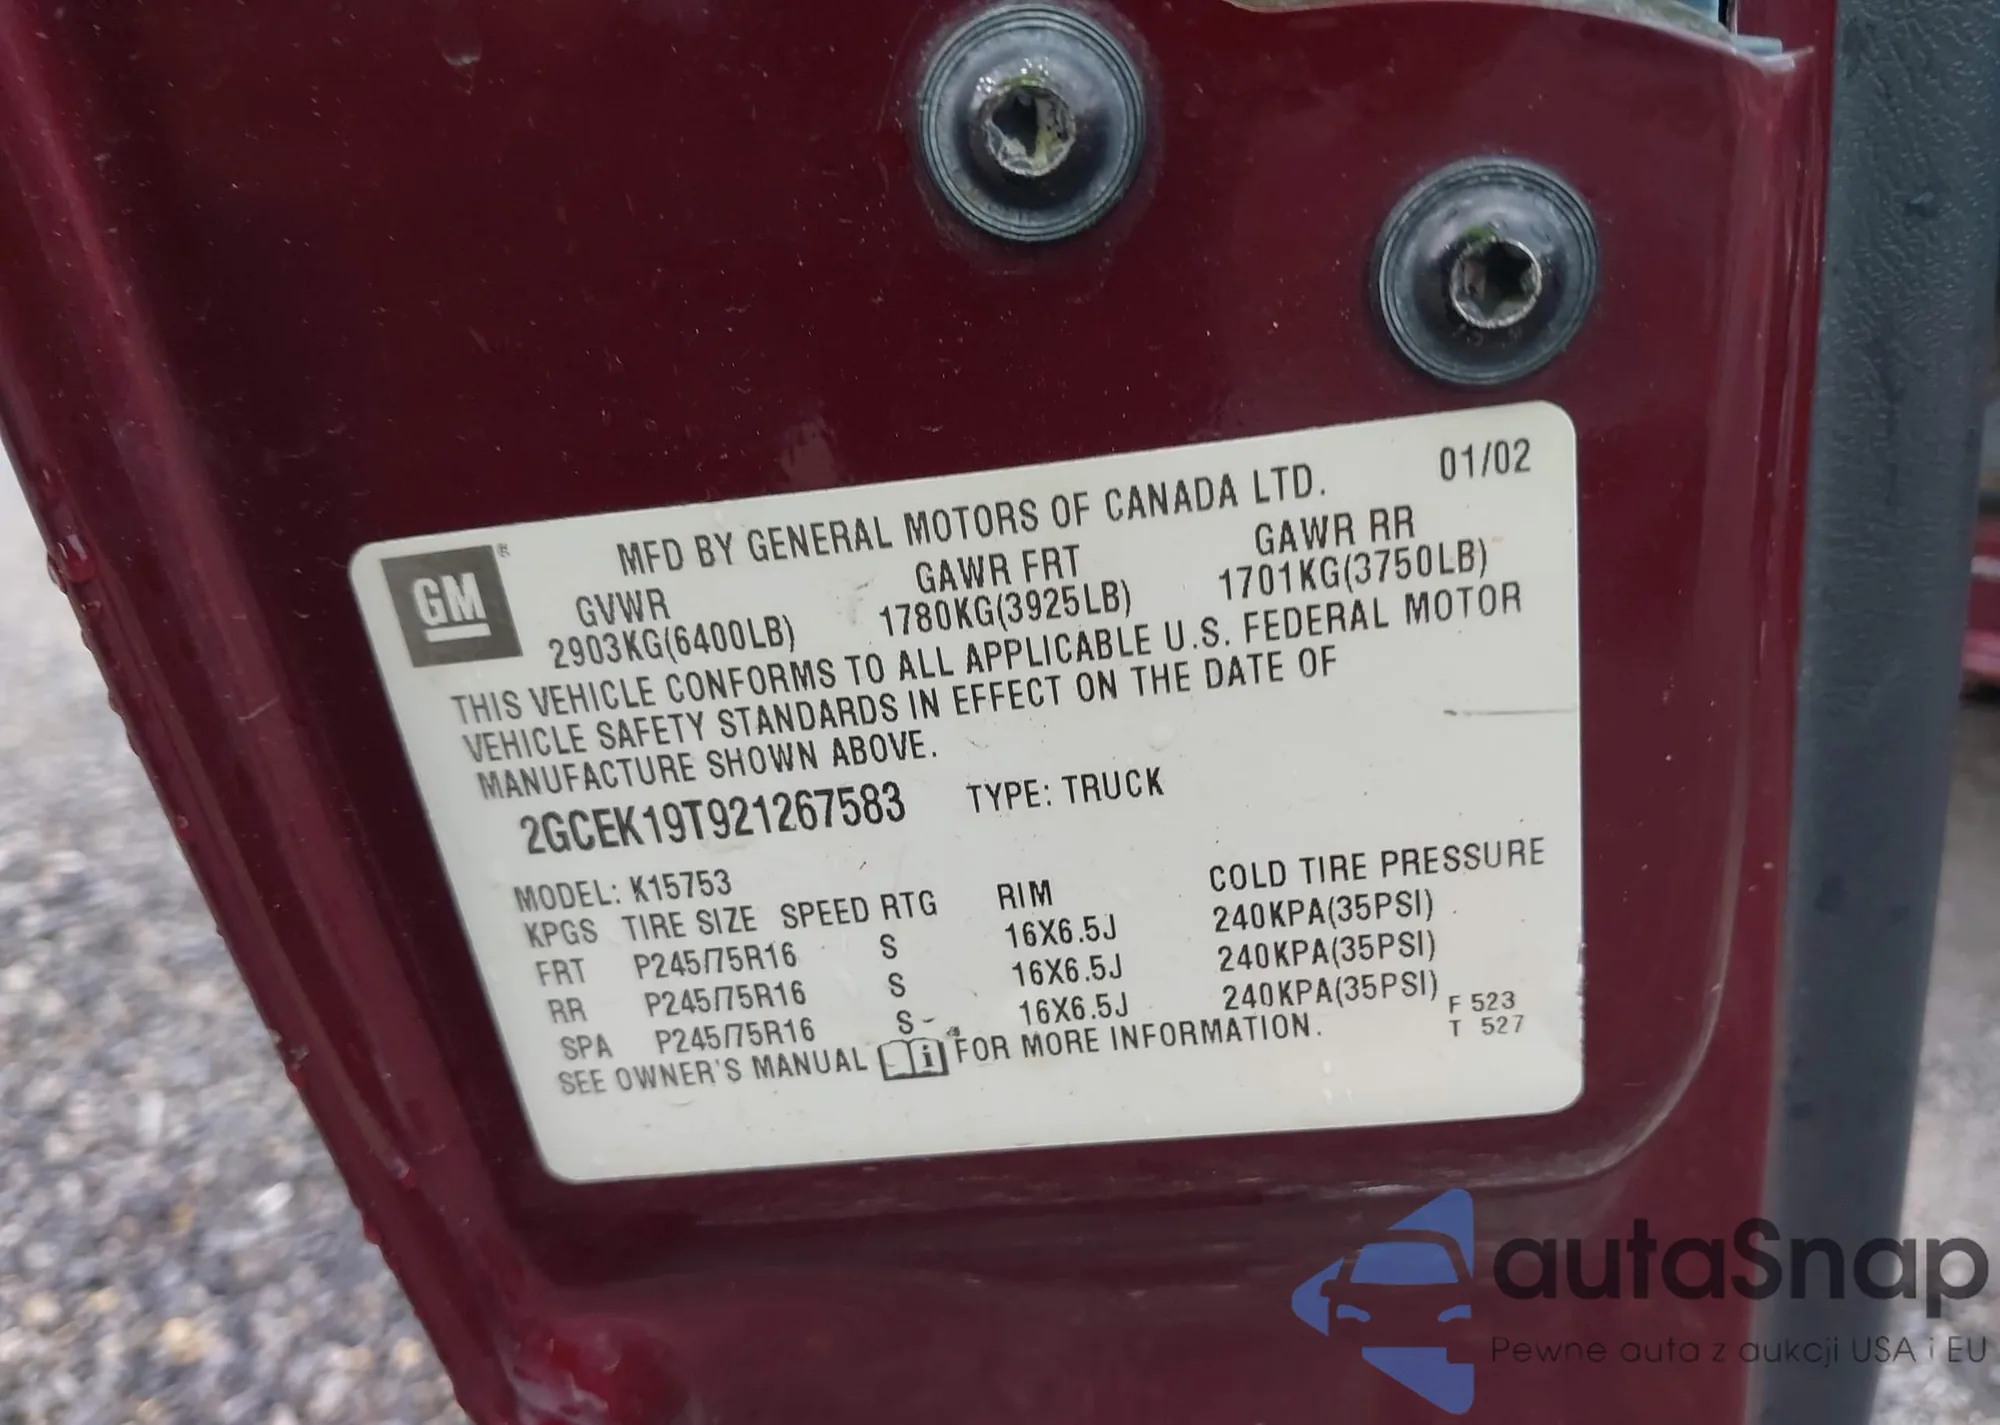 MFD BY GENERAL MOTORS OF CANADA LTD. 01/02
GM®
GVWR GAWR FRT GAWR RR
2903KG(6400LB) 1780KG(3925LB) 1701KG(3750LB)
THIS VEHICLE CONFORMS TO ALL APPLICABLE U.S. FEDERAL MOTOR
VEHICLE SAFETY STANDARDS IN EFFECT ON THE DATE OF
MANUFACTURE SHOWN ABOVE.
2GCEK19T921267583 TYPE: TRUCK
MODEL: K15753
KPGS TIRE SIZE SPEED RTG RIM COLD TIRE PRESSURE
FRT P245/75R16 S 16X6.5J 240KPA(35PSI)
RR P245/75R16 S 16X6.5J 240KPA(35PSI)
SPA P245/75R16 S 16X6.5J 240KPA(35PSI)
SEE OWNER'S MANUAL i FOR MORE INFORMATION.
F 523
T 527
autaSnap
Pewne auta z aukcji USA i EU